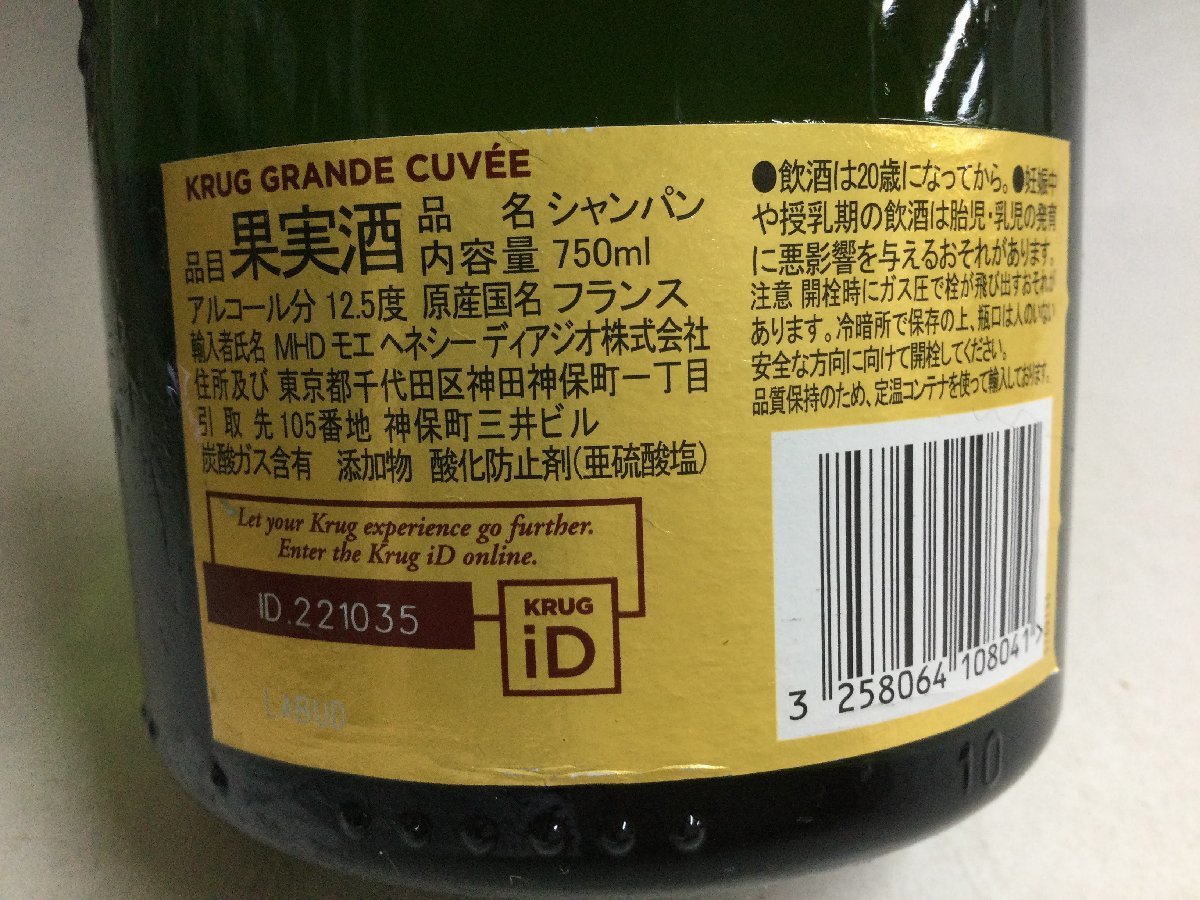 KRUG GRANDE CUVÉE
品目 果実酒
品 名 シャンパン
内容量 750ml
アルコール分 12.5度 原産国名 フランス
輸入者氏名 MHD モエ ヘネシー ディアジオ株式会社
住所及び 東京都千代田区神田神保町一丁目
引取先 105番地 神保町三井ビル
炭酸ガス含有 添加物 酸化防止剤(亜硫酸塩)
Let your Krug experience go further.
Enter the Krug iD online.
ID.221035
KRUG
iD
LABUD
●飲酒は20歳になってから。●妊娠中
や授乳期の飲酒は胎児・乳児の発育
に悪影響を与えるおそれがあります。
注意 開栓時にガス圧で栓が飛び出すおそれが
あります。冷暗所で保存の上、瓶口は人のいない
安全な方向に向けて開栓してください。
品質保持のため、定温コンテナを使って輸入しております。
3 258064 108041 >
10